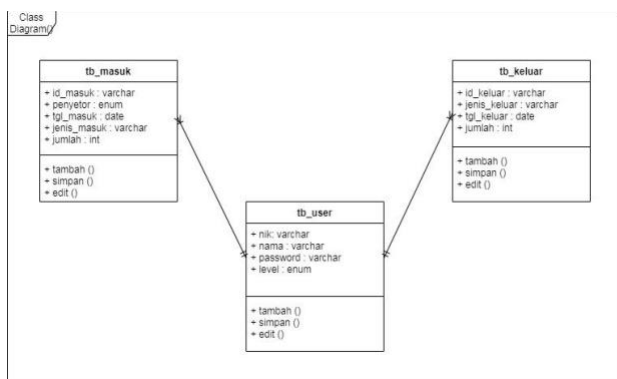 Class
Diagram()
tb_masuk
+ id_masuk : varchar
+ penyetor : enum
+ tgl_masuk : date
+ jenis_masuk : varchar
+ jumlah : int
+ tambah ()
+ simpan ()
+ edit ()
tb_keluar
+ id_keluar : varchar
+ jenis_keluar : varchar
+ tgl_keluar : date
+ jumlah : int
+ tambah ()
+ simpan ()
+ edit ()
tb_user
+ nik: varchar
+ nama : varchar
+ password : varchar
+ level : enum
+ tambah ()
+ simpan ()
+ edit ()